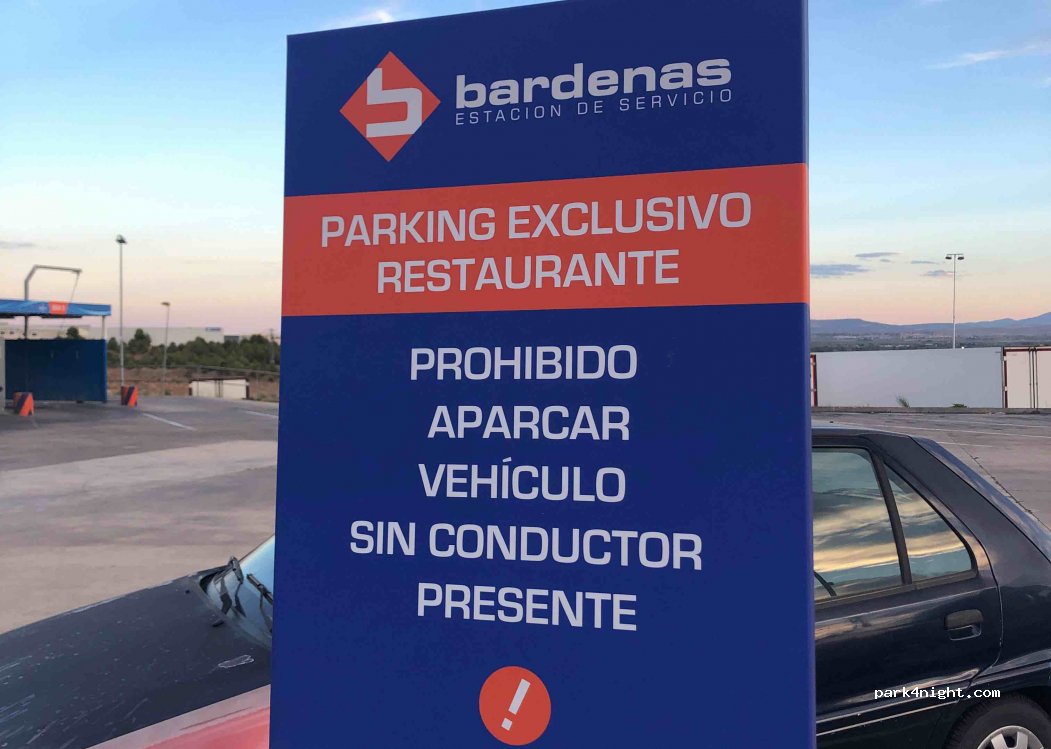 bardenas
ESTACION DE SERVICIO
PARKING EXCLUSIVO
RESTAURANTE
PROHIBIDO
APARCAR
VEHÍCULO
SIN CONDUCTOR
PRESENTE
!
park4night.com